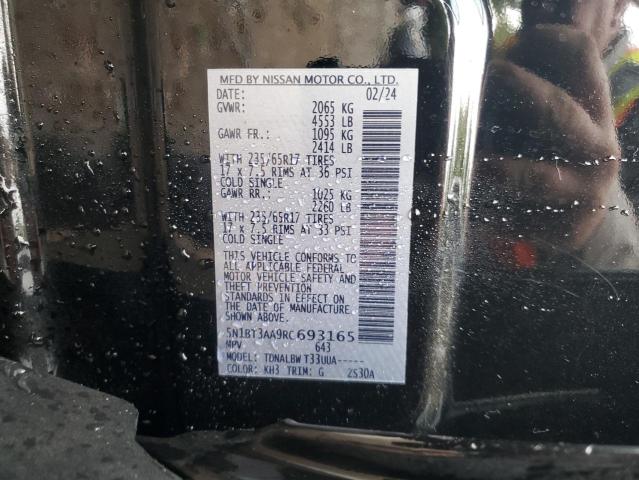 MFD BY NISSAN MOTOR CO., LTD.
DATE: 02/24
GVWR: 2065 KG
4553 LB
GAWR FR.: 1095 KG
2414 LB
WITH 235/65R17 TIRES
17 x 7.5 RIMS AT 36 PSI
COLD SINGLE
GAWR RR.: 1025 KG
2260 LB
WITH 235/65R17 TIRES
17 x 7.5 RIMS AT 33 PSI
COLD SINGLE
THIS VEHICLE CONFORMS TO
ALL APPLICABLE FEDERAL
MOTOR VEHICLE SAFETY AND
THEFT PREVENTION
STANDARDS IN EFFECT ON
THE DATE OF MANUFACTURE
SHOWN ABOVE.
5N1BT3AA9RC693165
MPV 643
MODEL: TDNALBW T33UUA-----
COLOR: KH3 TRIM: G 2S30A